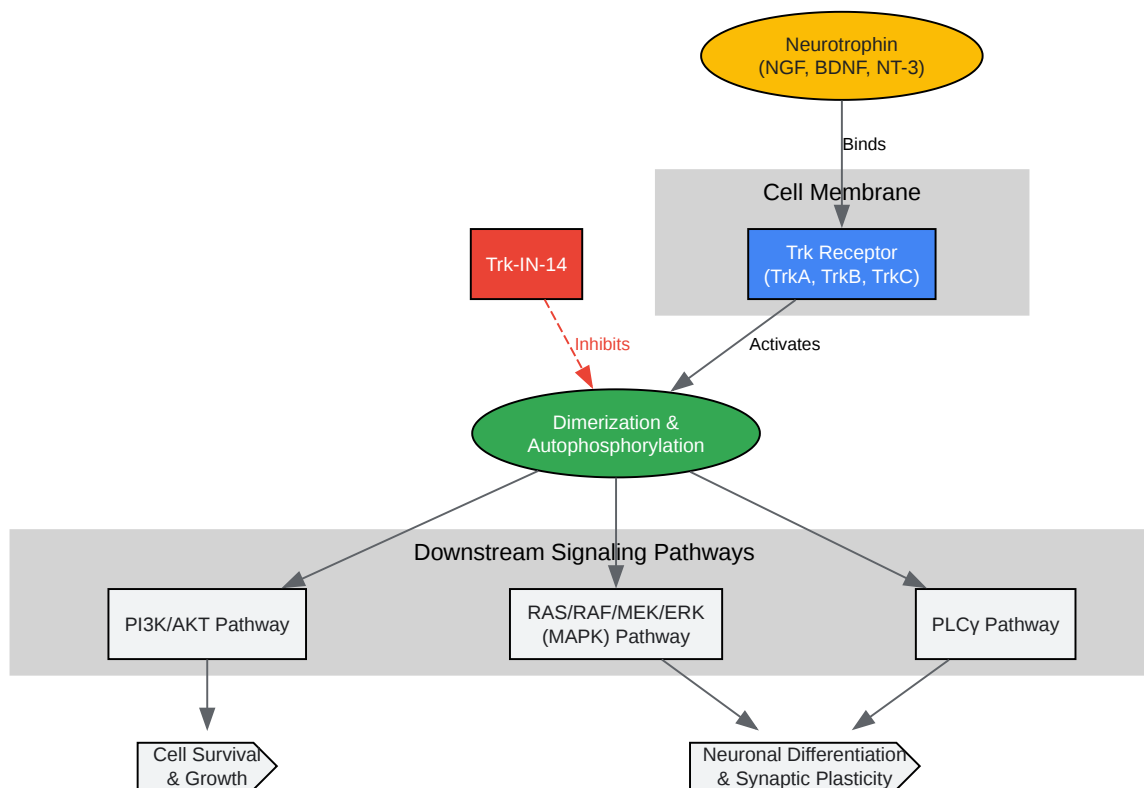 Neurotrophin
(NGF, BDNF, NT-3)
Binds
Cell Membrane
Trk-IN-14
Trk Receptor
(TrkA, TrkB, TrkC)
Inhibits
Activates
Dimerization &
Autophosphorylation
Downstream Signaling Pathways
PI3K/AKT Pathway
RAS/RAF/MEK/ERK
(MAPK) Pathway
PLCγ Pathway
Cell Survival
& Growth
Neuronal Differentiation
& Synaptic Plasticity